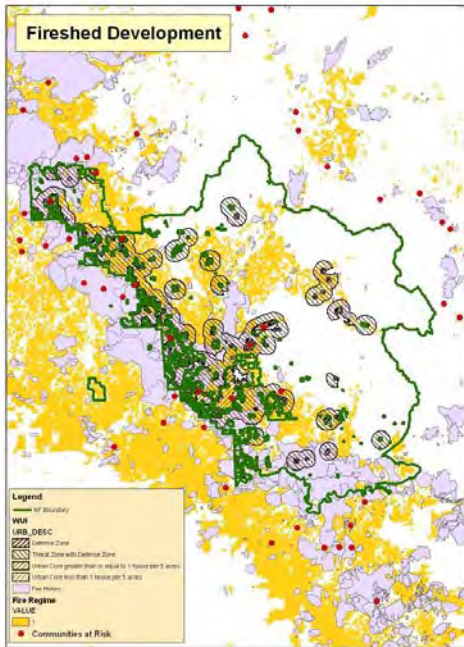 Fireshed Development
Legend
NF Boundary
WUI
URB_DESC
Defense Zone
Threat Zone with Defense Zone
Urban Core greater than or equal to 1 house per 5 acres
Urban Core less than 1 house per 5 acres
Fire History
Fire Regime
VALUE
1
Communities at Risk